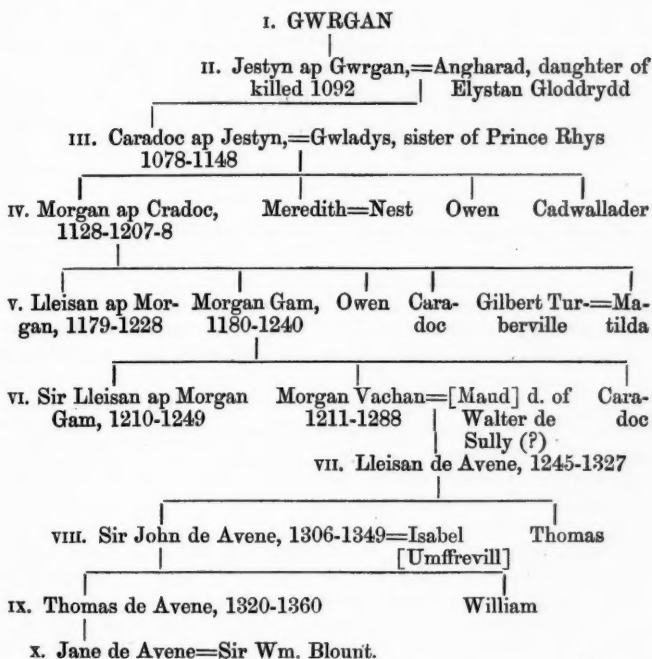 I. GWRGAN
II. Jestyn ap Gwrgan,=Angharad, daughter of
killed 1092 Elystan Gloddrydd
III. Caradoc ap Jestyn,=Gwladys, sister of Prince Rhys
1078-1148
IV. Morgan ap Cradoc, Meredith=Nest Owen Cadwallader
1128-1207-8
V. Lleisan ap Mor- Morgan Gam, Owen Cara- Gilbert Tur-=Ma-
gan, 1179-1228 1180-1240 doc berville tilda
VI. Sir Lleisan ap Morgan Morgan Vachan=[Maud] d. of Cara-
Gam, 1210-1249 1211-1288 Walter de doc
Sully (?)
VII. Lleisan de Avene, 1245-1327
VIII. Sir John de Avene, 1306-1349=Isabel Thomas
[Umffrevill]
IX. Thomas de Avene, 1320-1360 William
X. Jane de Avene=Sir Wm. Blount.